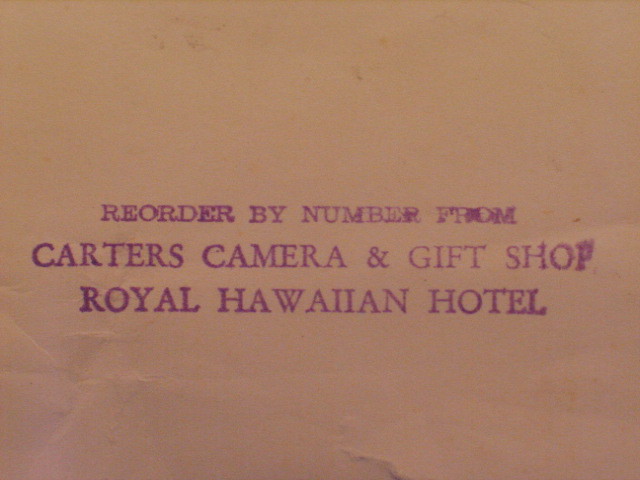 REORDER BY NUMBER FROM
CARTERS CAMERA & GIFT SHOP
ROYAL HAWAIIAN HOTEL